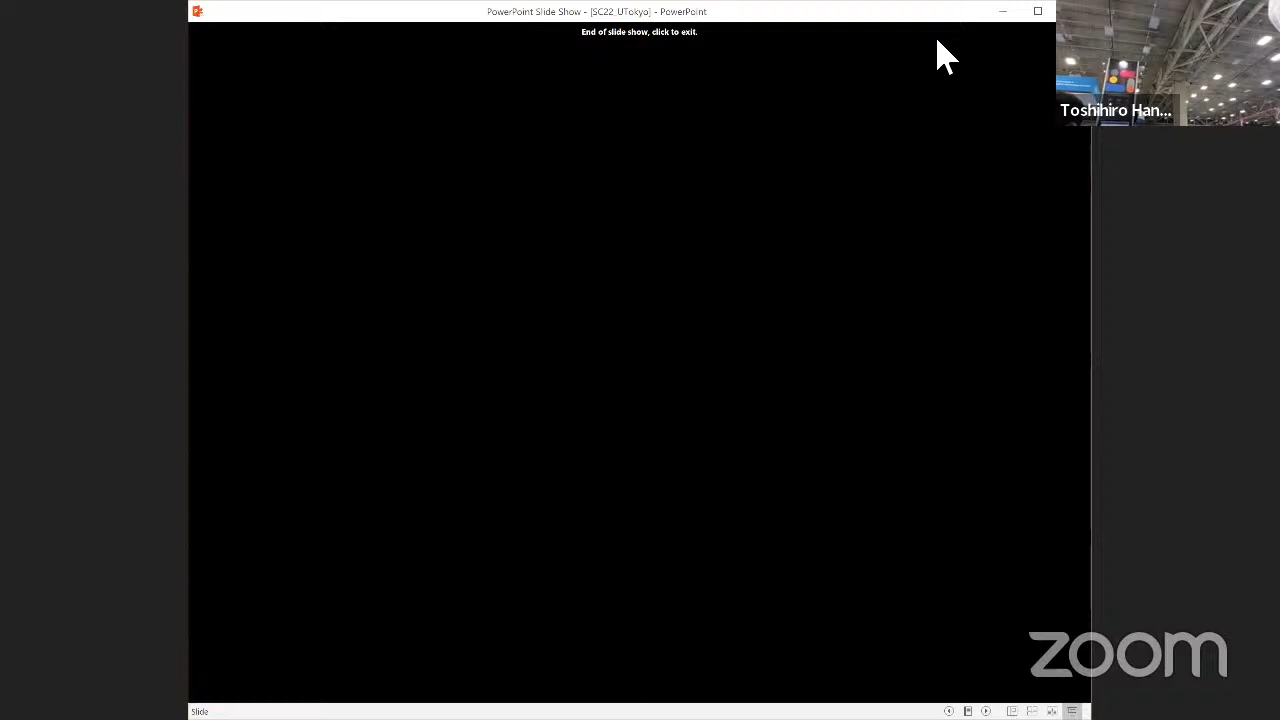 PowerPoint Slide Show - [SC22_UTokyo] - PowerPoint
End of slide show, click to exit.
Toshihiro Han...
zoom
Slide